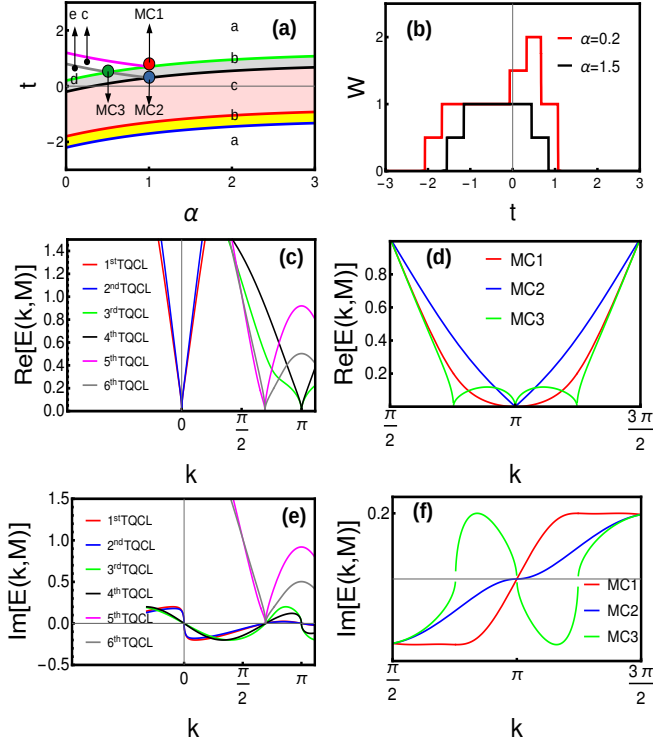 (a)
e c
MC1
a
b
d
c
MC3
MC2
b
a
t
2
0
−2
0
1
2
3
α
(b)
α=0.2
α=1.5
W
2
1
0
−3
−2
−1
0
1
2
3
t
(c)
1stTQCL
2ndTQCL
3rdTQCL
4thTQCL
5thTQCL
6thTQCL
Re[E(k,M)]
1.4
1.2
1.0
0.8
0.6
0.4
0.2
0.0
0
π/2
π
k
(d)
MC1
MC2
MC3
Re[E(k,M)]
0.8
0.6
0.4
0.2
π/2
π
3π/2
k
(e)
1stTQCL
2ndTQCL
3rdTQCL
4thTQCL
5thTQCL
6thTQCL
Im[E(k,M)]
1.5
1.0
0.5
0.0
−0.5
0
π/2
π
k
(f)
0.2
MC1
MC2
MC3
Im[E(k,M)]
π/2
π
3π/2
k